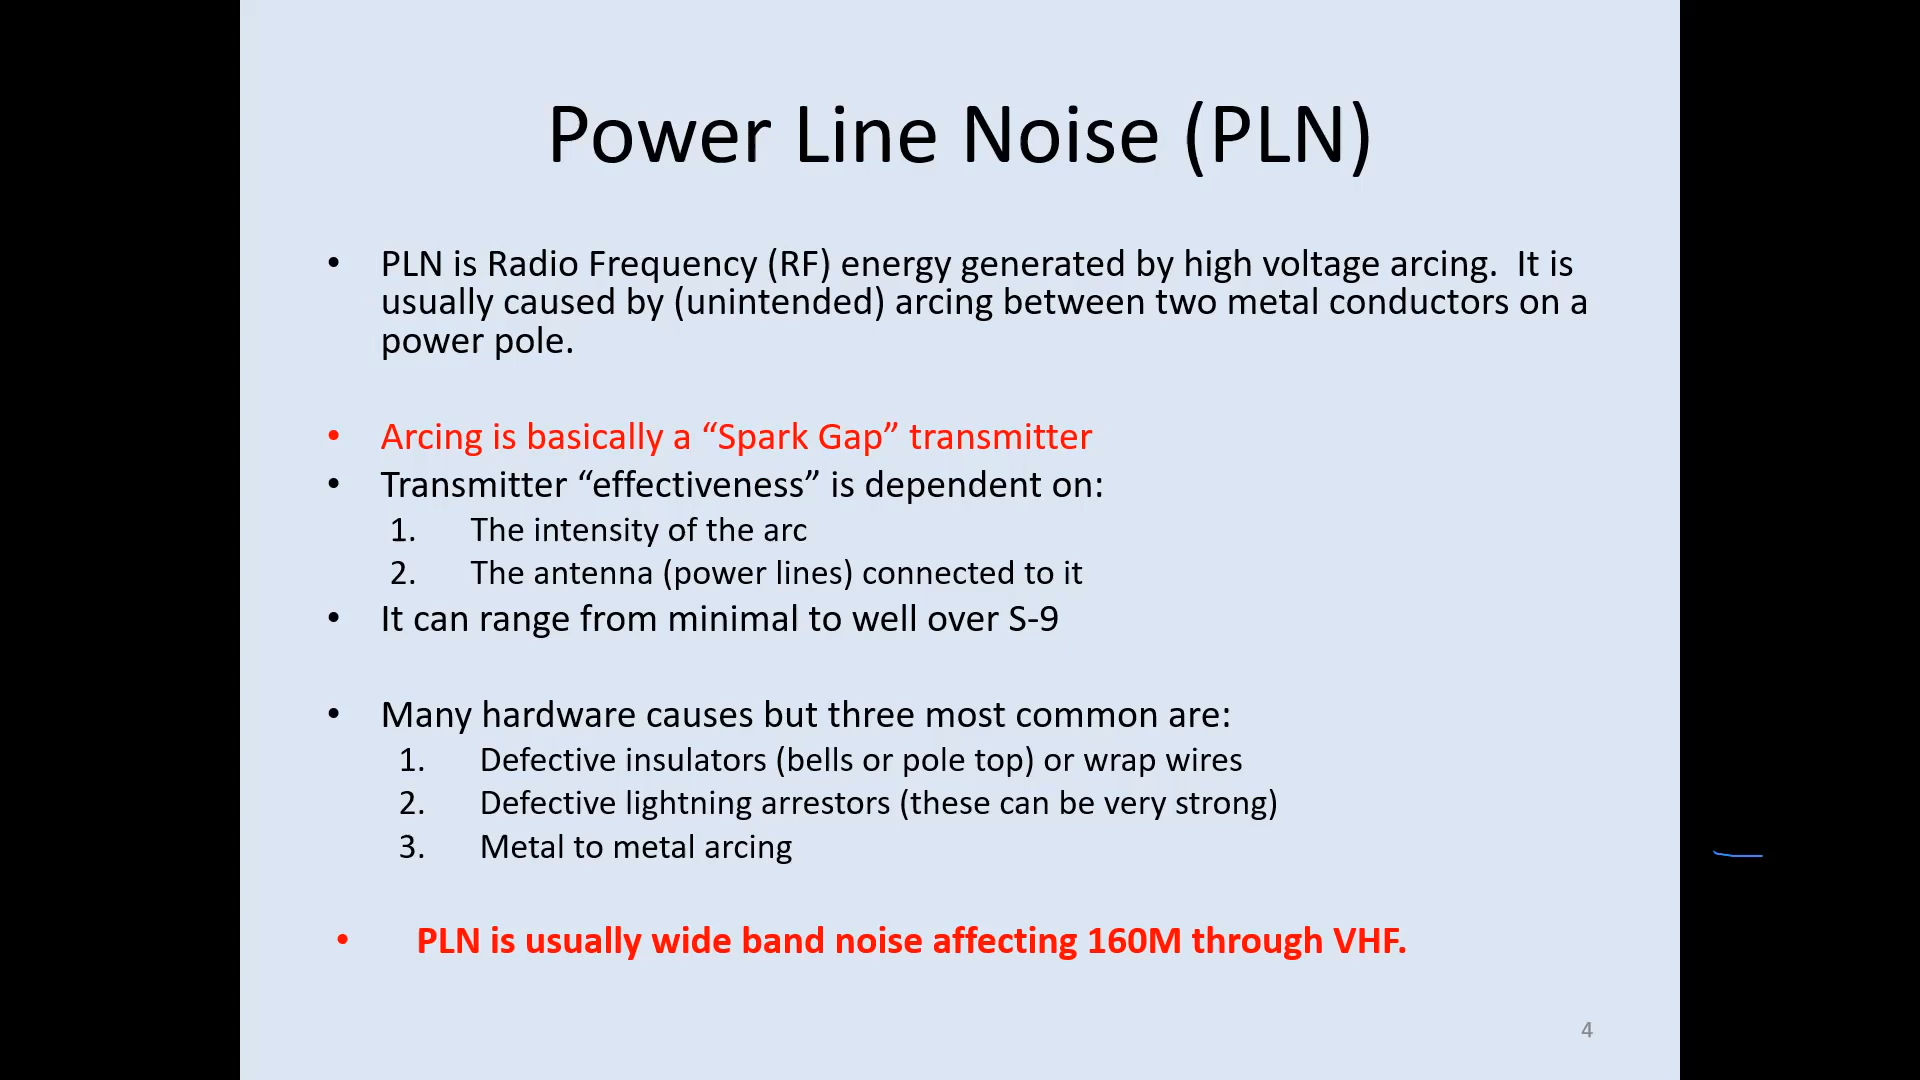 Power Line Noise (PLN)
• PLN is Radio Frequency (RF) energy generated by high voltage arcing.  It is
usually caused by (unintended) arcing between two metal conductors on a
power pole.
• Arcing is basically a “Spark Gap” transmitter
• Transmitter “effectiveness” is dependent on:
1. The intensity of the arc
2. The antenna (power lines) connected to it
• It can range from minimal to well over S-9
• Many hardware causes but three most common are:
1. Defective insulators (bells or pole top) or wrap wires
2. Defective lightning arrestors (these can be very strong)
3. Metal to metal arcing
• PLN is usually wide band noise affecting 160M through VHF.
4